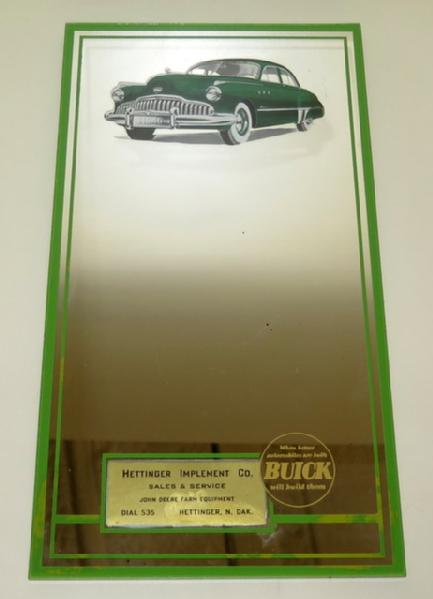 HETTINGER IMPLEMENT CO.
SALES & SERVICE
JOHN DEERE FARM EQUIPMENT
DIAL 535 HETTINGER, N. DAK.
When better
automobiles are built
BUICK
will build them